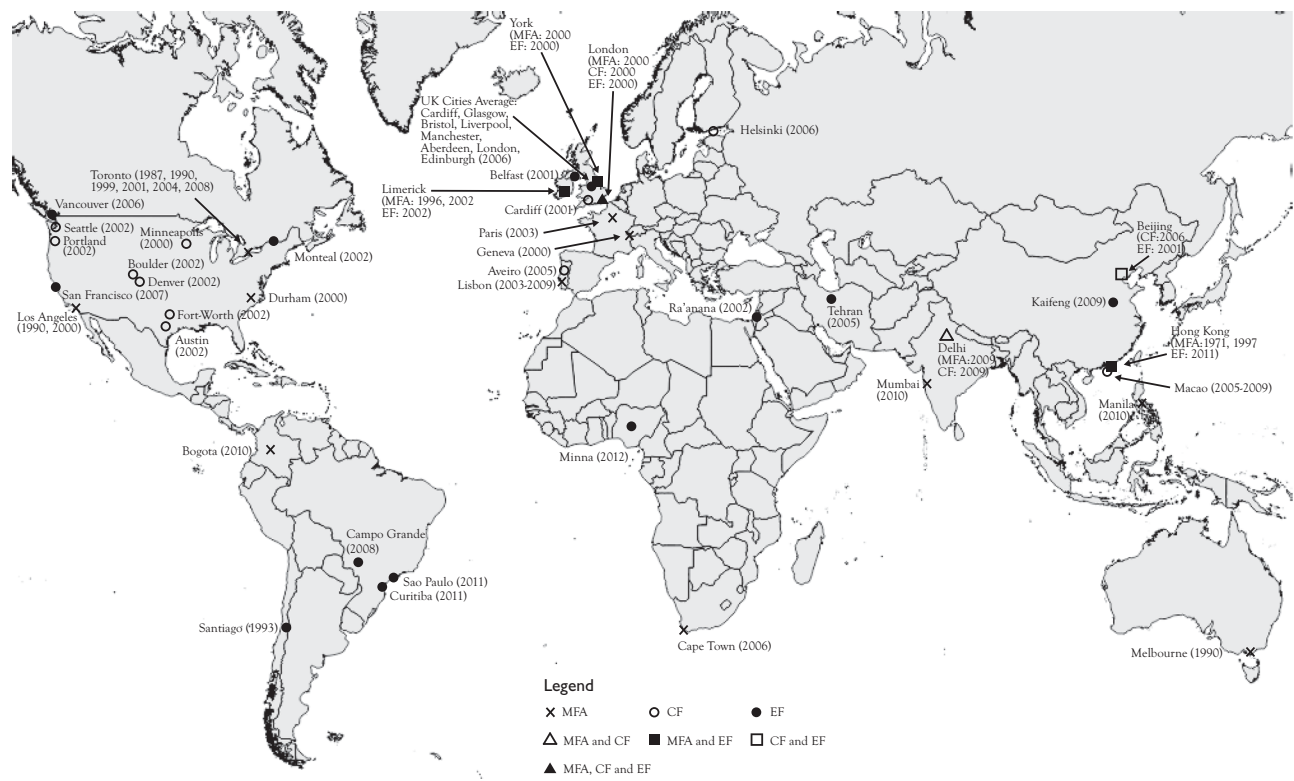 York
(MFA: 2000
EF: 2000)
London
(MFA: 2000
CF: 2000
EF: 2000)
UK Cities Average:
Cardiff, Glasgow,
Bristol, Liverpool,
Manchester,
Aberdeen, London,
Edinburgh (2006)
Helsinki (2006)
Belfast (2001)
Limerick
(MFA: 1996, 2002
EF: 2002)
Cardiff (2001)
Paris (2003)
Geneva (2000)
Aveiro (2005)
Lisbon (2003-2009)
Toronto (1987, 1990,
1999, 2001, 2004, 2008)
Vancouver (2006)
Seattle (2002)
Portland
(2002)
Minneapolis
(2000)
Monteal (2002)
Boulder (2002)
Denver (2002)
San Francisco (2007)
Durham (2000)
Los Angeles
(1990, 2000)
Fort-Worth (2002)
Austin
(2002)
Beijing
(CF:2006
EF: 2001)
Kaifeng (2009)
Ra'anana (2002)
Tehran
(2005)
Delhi
(MFA:2009
CF: 2009)
Hong Kong
(MFA:1971, 1997
EF: 2011)
Macao (2005-2009)
Mumbai
(2010)
Manila
(2010)
Bogota (2010)
Minna (2012)
Campo Grande
(2008)
Sao Paulo (2011)
Curitiba (2011)
Santiago (1993)
Cape Town (2006)
Melbourne (1990)
Legend
MFA
CF
EF
MFA and CF
MFA and EF
CF and EF
MFA, CF and EF